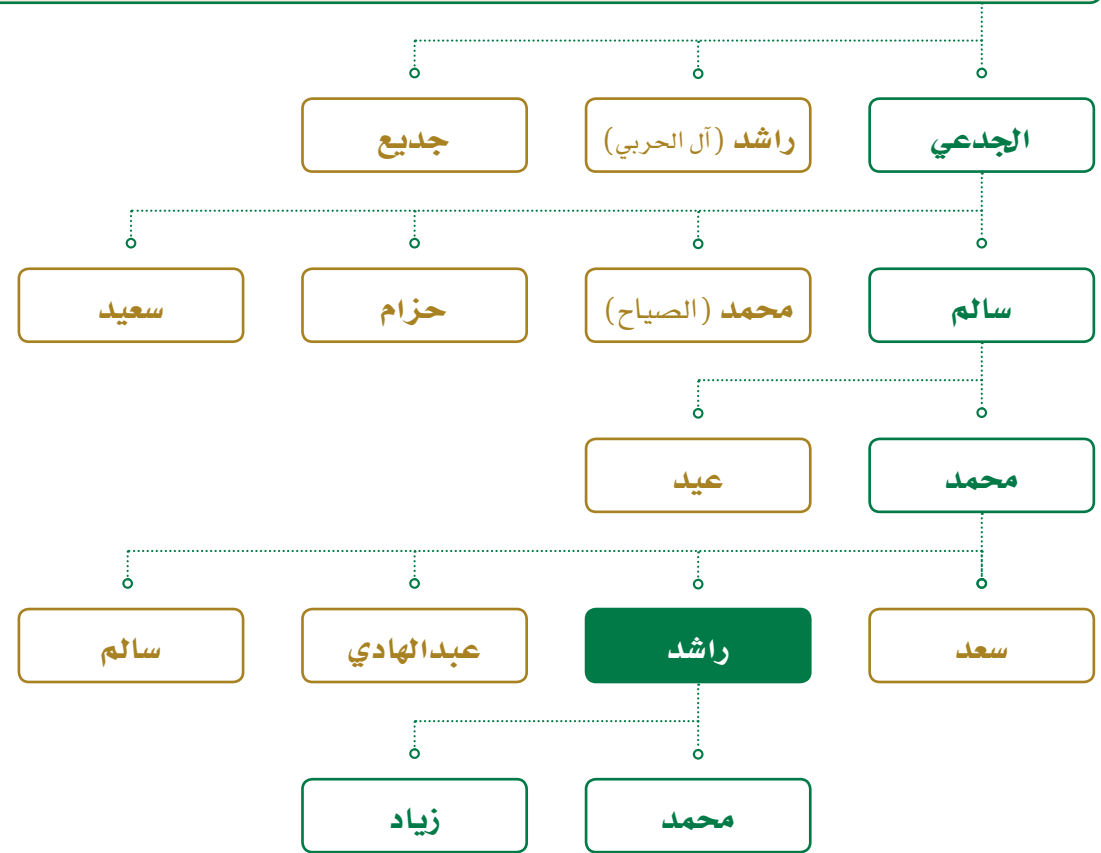 الجدعي
راشد (آل الحربي)
جديع
سالم
محمد (الصياح)
حزام
سعيد
محمد
عيد
سعد
راشد
عبدالهادي
سالم
محمد
زياد